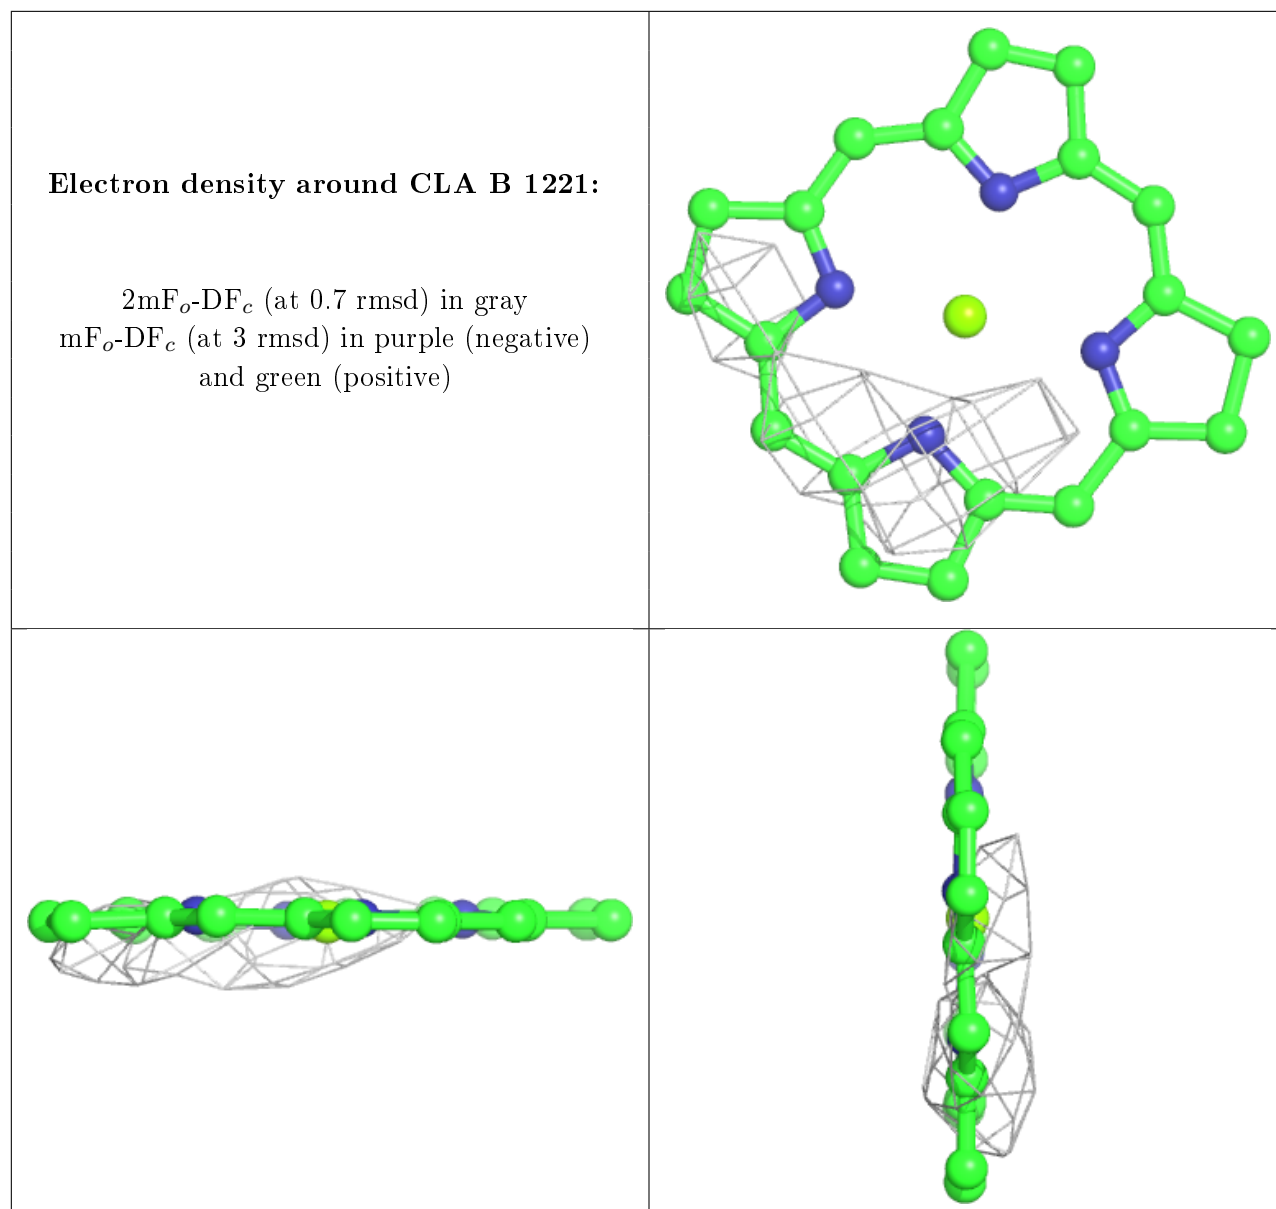 Electron density around CLA B 1221:
2mFo-DFc (at 0.7 rmsd) in gray
mFo-DFc (at 3 rmsd) in purple (negative)
and green (positive)